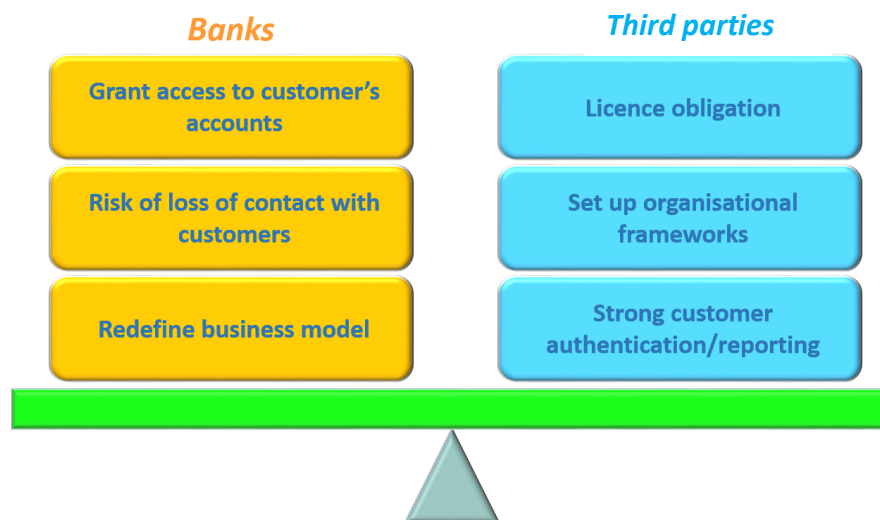 Banks
Grant access to customer’s
accounts
Risk of loss of contact with
customers
Redefine business model
Third parties
Licence obligation
Set up organisational
frameworks
Strong customer
authentication/reporting